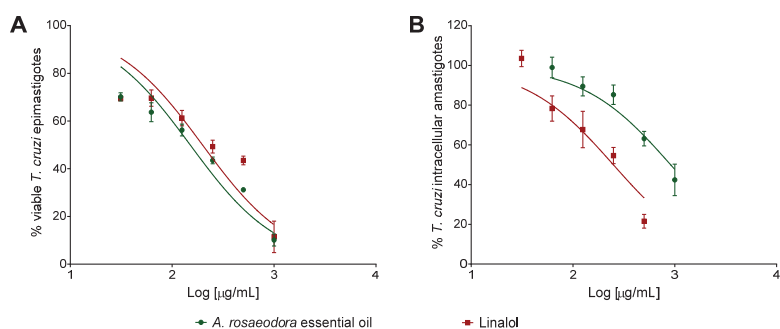 A
% viable T. cruzi epimastigotes
100
80
60
40
20
0
1
2
3
4
Log [µg/mL]
B
% T. cruzi intracellular amastigotes
120
100
80
60
40
20
0
1
2
3
4
Log [µg/mL]
A. rosaeodora essential oil
Linalol